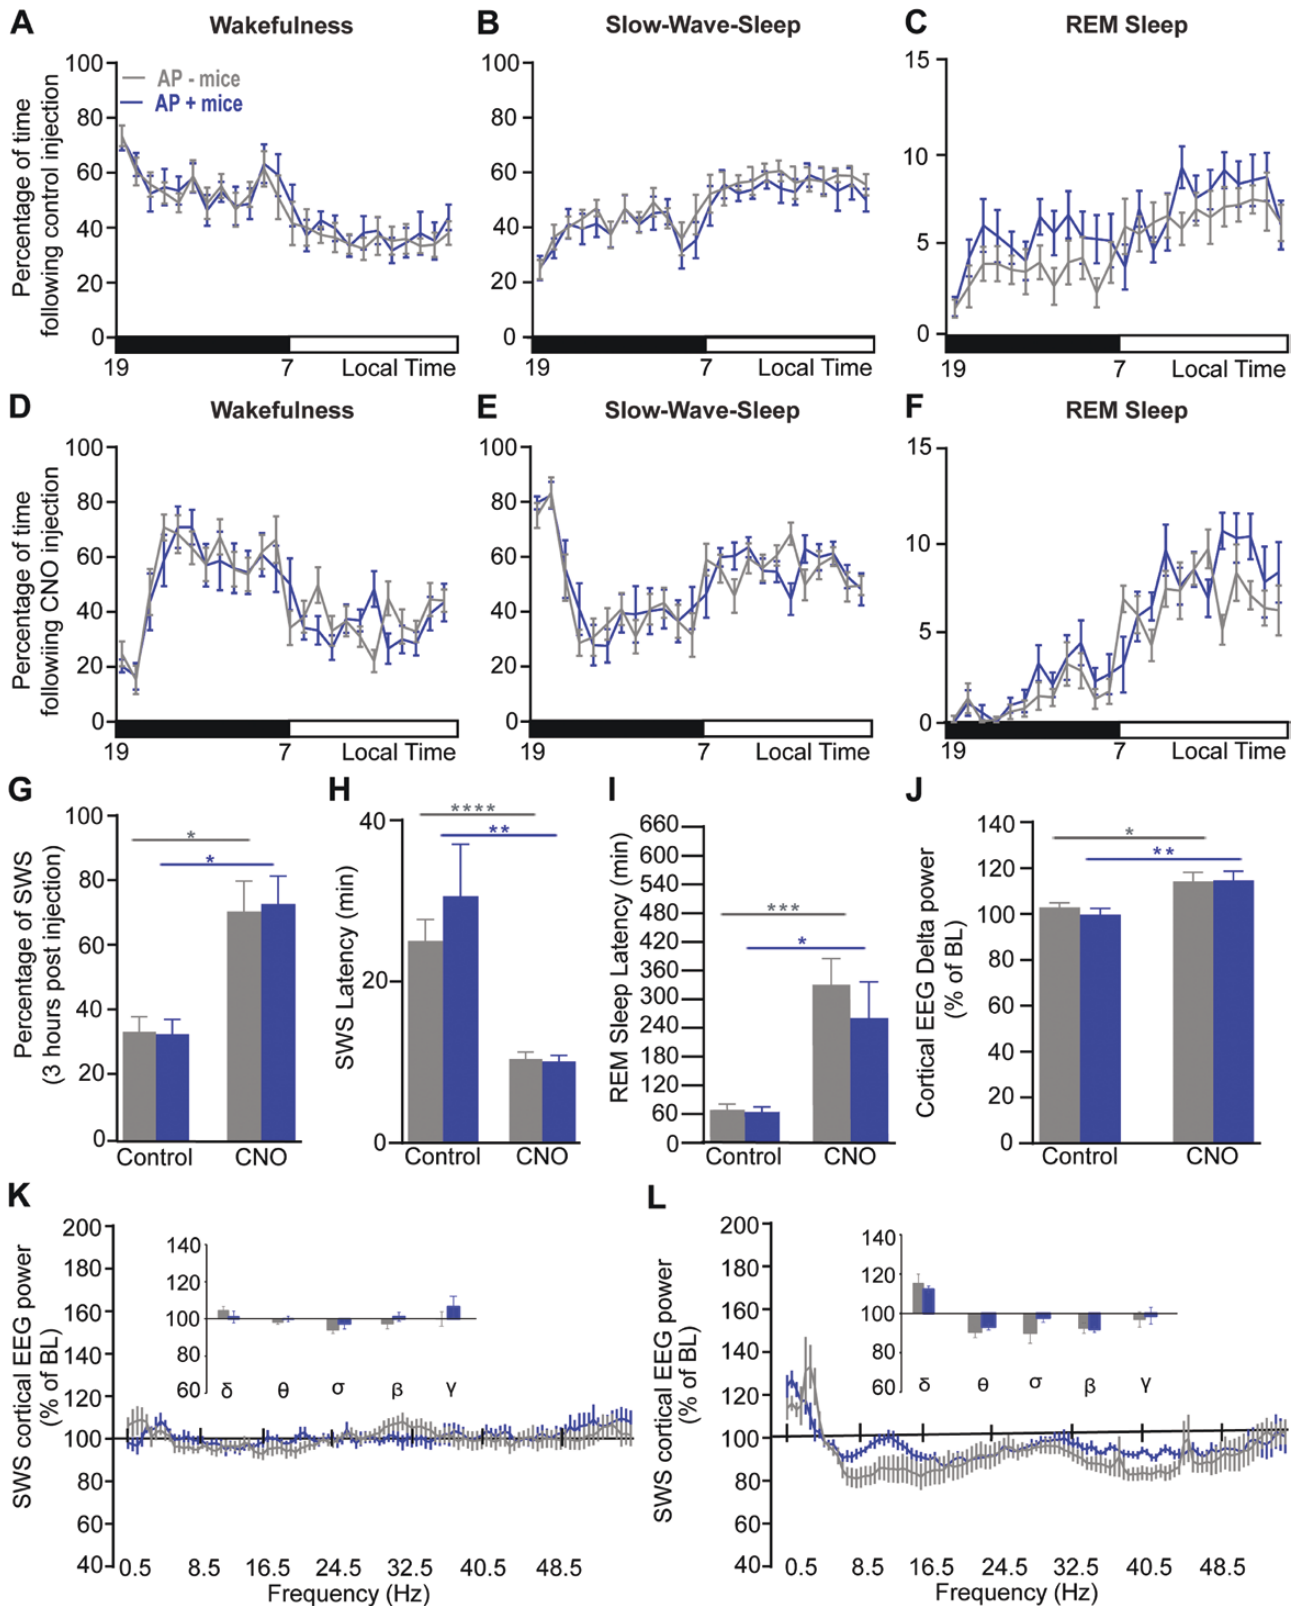 A
Wakefulness
B
Slow-Wave-Sleep
C
REM Sleep
Percentage of time
following control injection
100
80
60
40
20
0
AP - mice
AP + mice
19
7
Local Time
100
80
60
40
20
0
19
7
Local Time
15
10
5
0
19
7
Local Time
D
Wakefulness
E
Slow-Wave-Sleep
F
REM Sleep
Percentage of time
followiing CNO injection
100
80
60
40
20
0
19
7
Local Time
100
80
60
40
20
0
19
7
Local Time
15
10
5
0
19
7
Local Time
G
Percentage of SWS
(3 hours post injection)
100
80
60
40
20
0
*
*
Control
CNO
H
SWS Latency (min)
40
20
0
****
**
Control
CNO
I
REM Sleep Latency (min)
660
600
540
480
420
360
300
240
180
120
60
0
***
*
Control
CNO
J
Cortical EEG Delta power
(% of BL)
140
120
100
80
60
40
20
0
*
**
Control
CNO
K
SWS cortical EEG power
(% of BL)
200
180
160
140
120
100
80
60
40
140
120
100
80
60
δ
θ
σ
β
γ
0.5
8.5
16.5
24.5
32.5
40.5
48.5
Frequency (Hz)
L
SWS cortical EEG power
(% of BL)
200
180
160
140
120
100
80
60
40
140
120
100
80
60
δ
θ
σ
β
γ
0.5
8.5
16.5
24.5
32.5
40.5
48.5
Frequency (Hz)